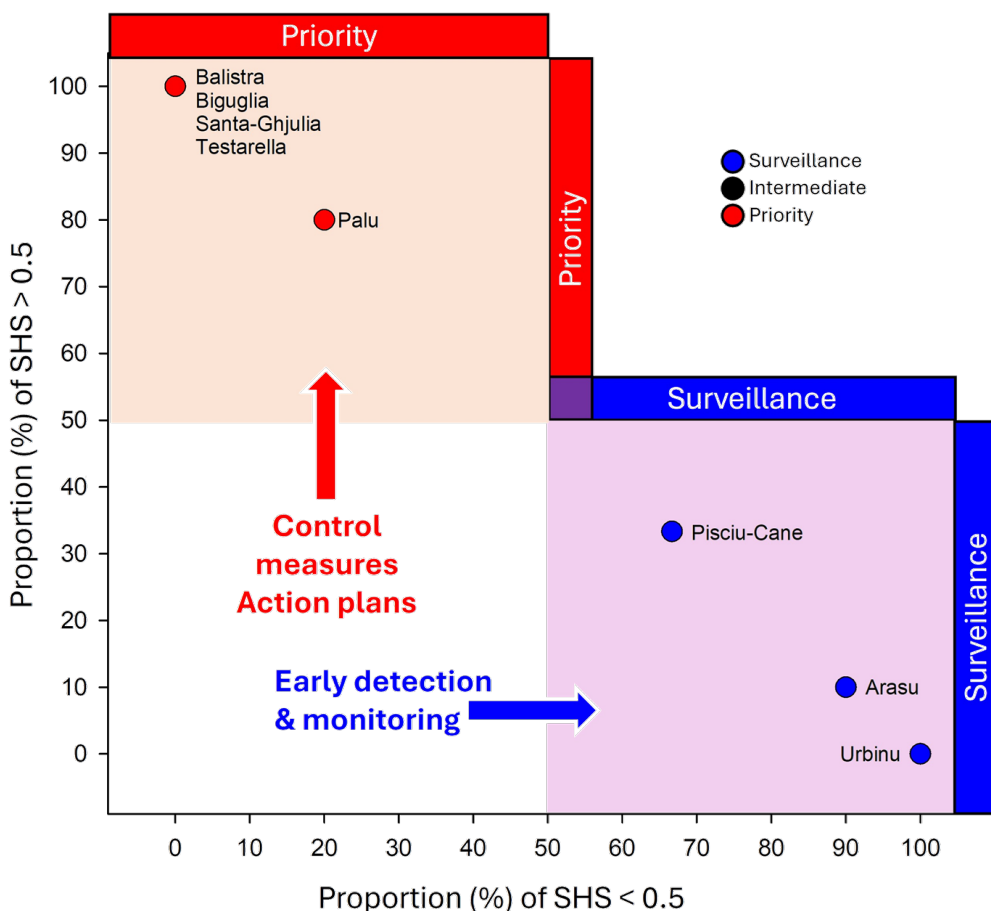 Priority
100
90
80
70
60
50
40
30
20
10
0
Proportion (%) of SHS > 0.5
Balistra
Biguglia
Santa-Ghjulia
Testarella
Palu
Priority
Surveillance
Intermediate
Priority
Surveillance
Control
measures
Action plans
Pisciu-Cane
Surveillance
Early detection
& monitoring
Arasu
Urbinu
0 10 20 30 40 50 60 70 80 90 100
Proportion (%) of SHS < 0.5